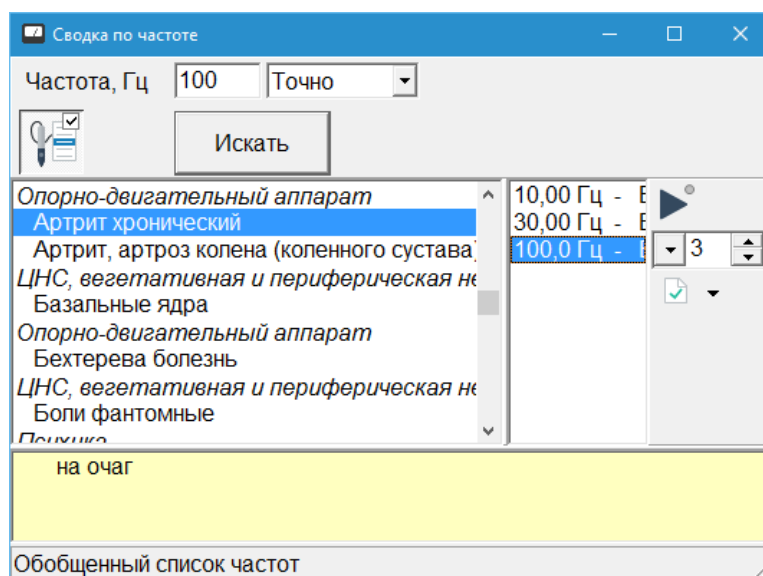 Сводка по частоте
Частота, Гц 100 Точно
Искать
Опорно-двигательный аппарат
Артрит хронический
Артрит, артроз колена (коленного сустава)
ЦНС, вегетативная и периферическая не
Базальные ядра
Опорно-двигательный аппарат
Бехтерева болезнь
ЦНС, вегетативная и периферическая не
Боли фантомные
Психика
10,00 Гц -
30,00 Гц -
100,0 Гц -
3
на очаг
Обобщенный список частот